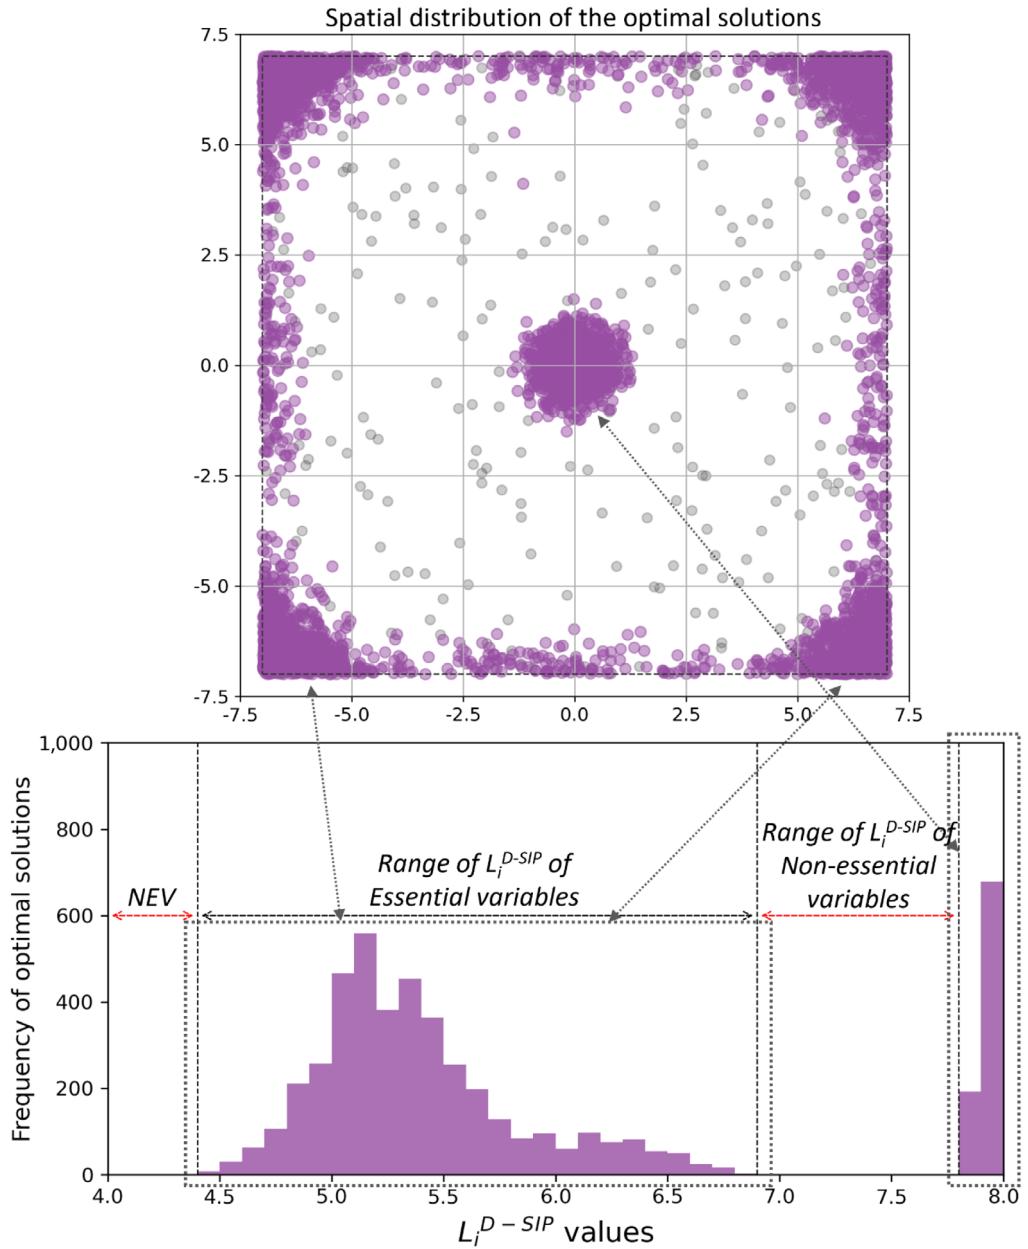 Spatial distribution of the optimal solutions
7.5
5.0
2.5
0.0
-2.5
-5.0
-7.5
-7.5 -5.0 -2.5 0.0 2.5 5.0 7.5
1,000
800
600
400
200
0
Frequency of optimal solutions
NEV
Range of L_i^{D-SIP} of
Essential variables
Range of L_i^{D-SIP} of
Non-essential
variables
4.0 4.5 5.0 5.5 6.0 6.5 7.0 7.5 8.0
L_i^{D-SIP} values